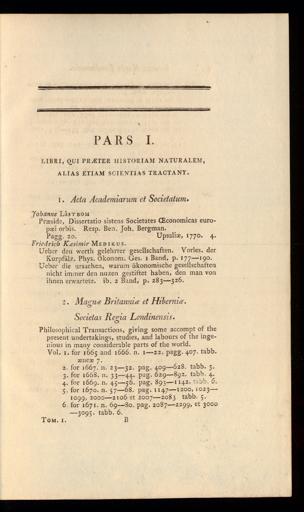 PARS I.
LIBRI, QUI PRÆTER HISTORIAM NATURALEM,
ALIAS ETIAM SCIENTIAS TRACTANT.
1. Acta Academiarum et Societatum.
Johanne LÅSTBOM
Præside, Dissertatio sistens Societates Œconomicas euro-
pæi orbis. Resp. Ben. Joh. Bergman.
Pagg. 20. Upsaliæ, 1770. 4.
Friedrich Kasimir MEDIKUS.
Ueber den werth gelehrter gesellschaften. Vorles. der
Kurpfälz. Phys. Ökonom. Ges. 1 Band, p. 177—190.
Ueber die ursachen, warum ökonomische gesellschaften
nicht immer den nuzen gestiftet haben, den man von
ihnen erwartete. ib. 2 Band, p. 283—326.
2. Magnæ Britanniæ et Hiberniæ.
Societas Regia Londinensis.
Philosophical Transactions, giving some accompt of the
present undertakings, studies, and labours of the inge-
nious in many considerable parts of the world.
Vol. 1. for 1665 and 1666. n. 1—22. pagg. 407. tabb.
æneæ 7.
2. for 1667. n. 23—32. pag. 409—628. tabb. 5.
3. for 1668. n. 33—44. pag. 629—892. tabb. 4.
4. for 1669. n. 45—56. pag. 893—1142. tabb. 6.
5. for 1670. n. 57—68. pag. 1147—1200, 1023—
1099, 2000—2106 et 2007—2083 tabb. 5.
6. for 1671. n. 69—80. pag. 2087—2299, et 3000
—3095. tabb. 6.
TOM. I. B